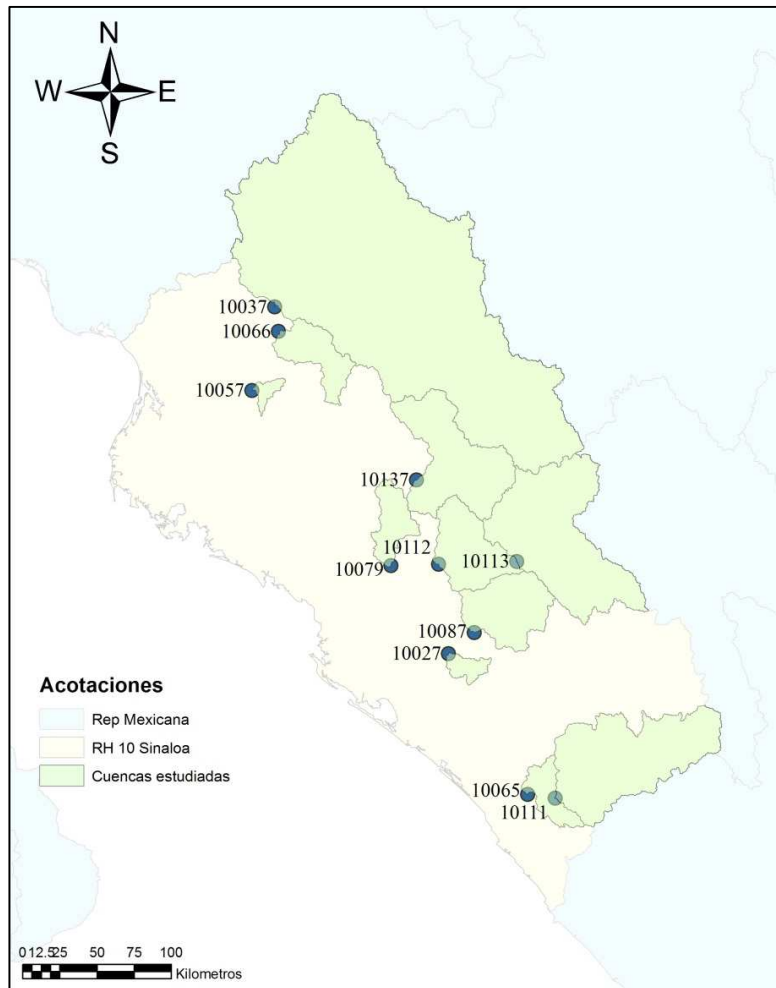 N
W E
S
10037
10066
10057
10137
10112
10079
10113
10087
10027
10065
10111
Acotaciones
Rep Mexicana
RH 10 Sinaloa
Cuencas estudiadas
0 12.5 25 50 75 100
Kilometros